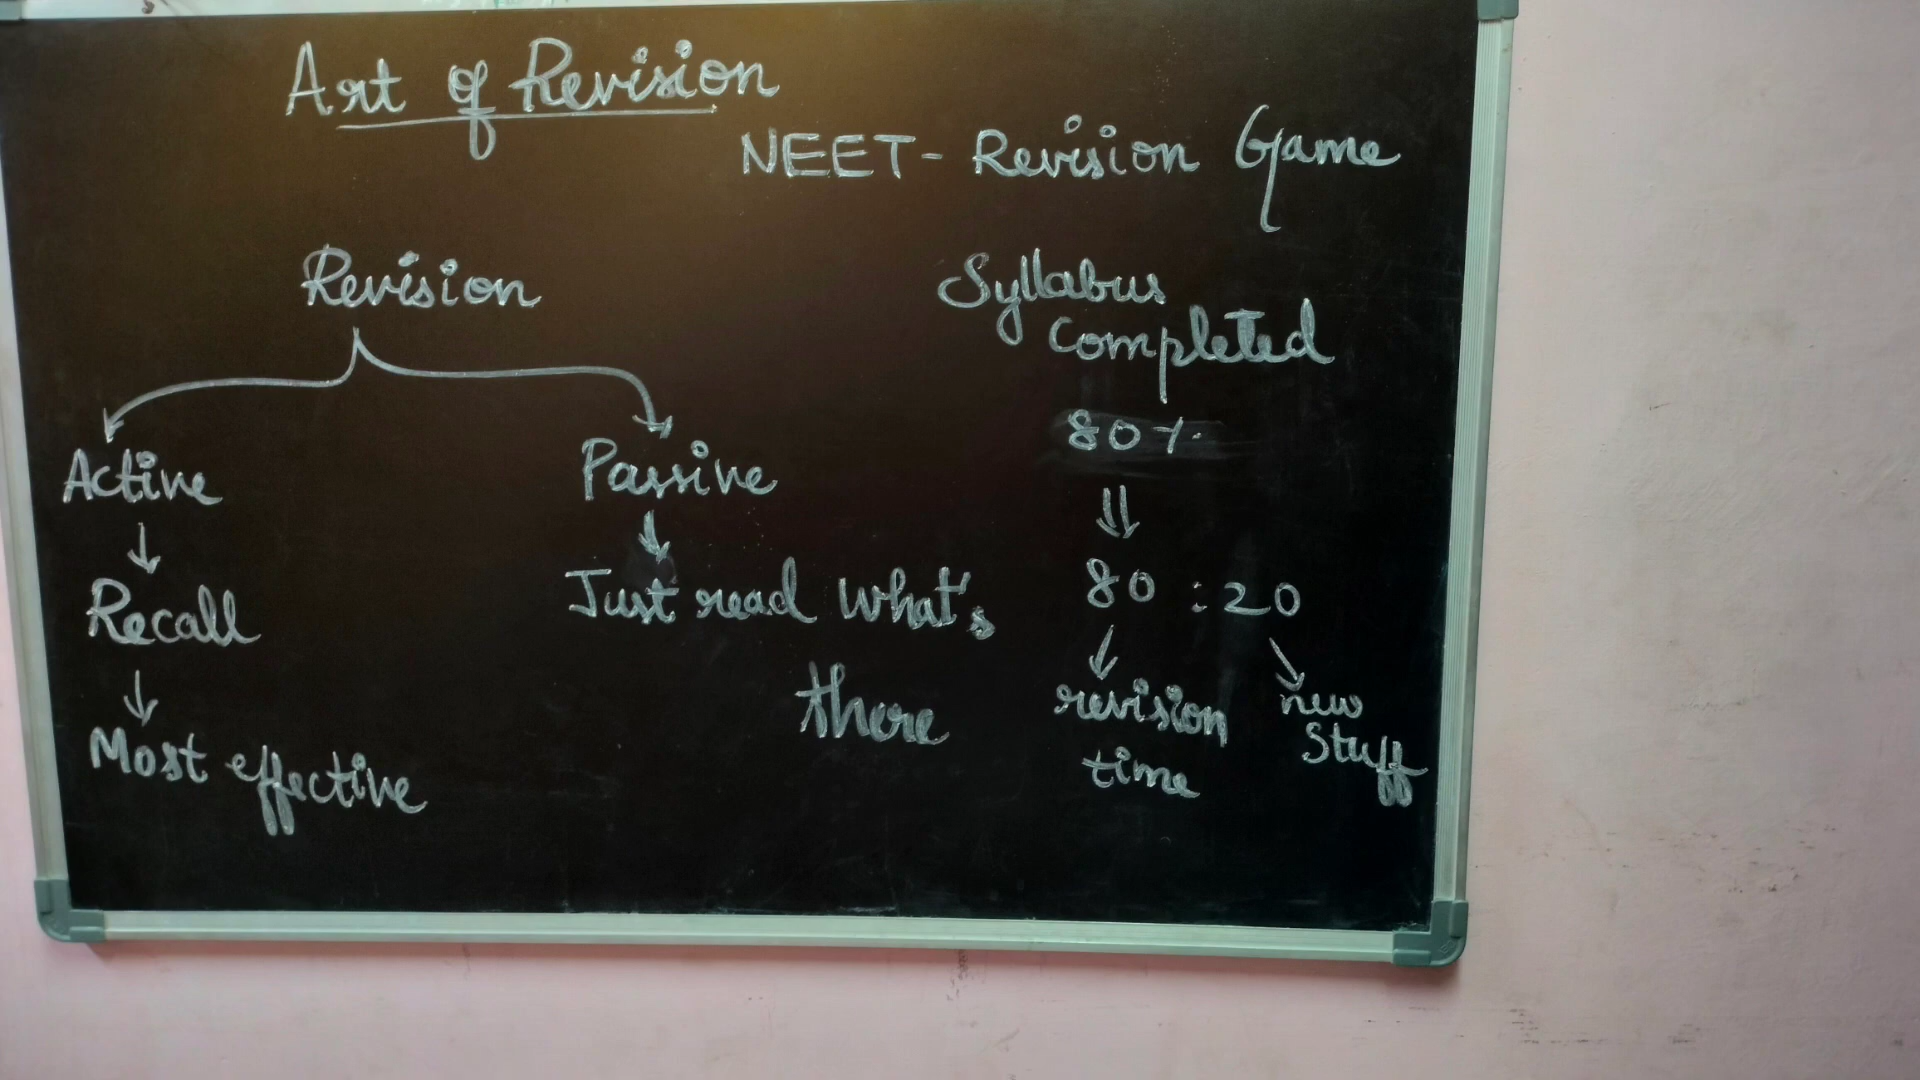 Art of Revision
NEET- Revision Game
Revision
Active
Recall
Most effective
Passive
Just read What's
there
Syllabus
Completed
80%
80 : 20
revision
time
new
Stuff